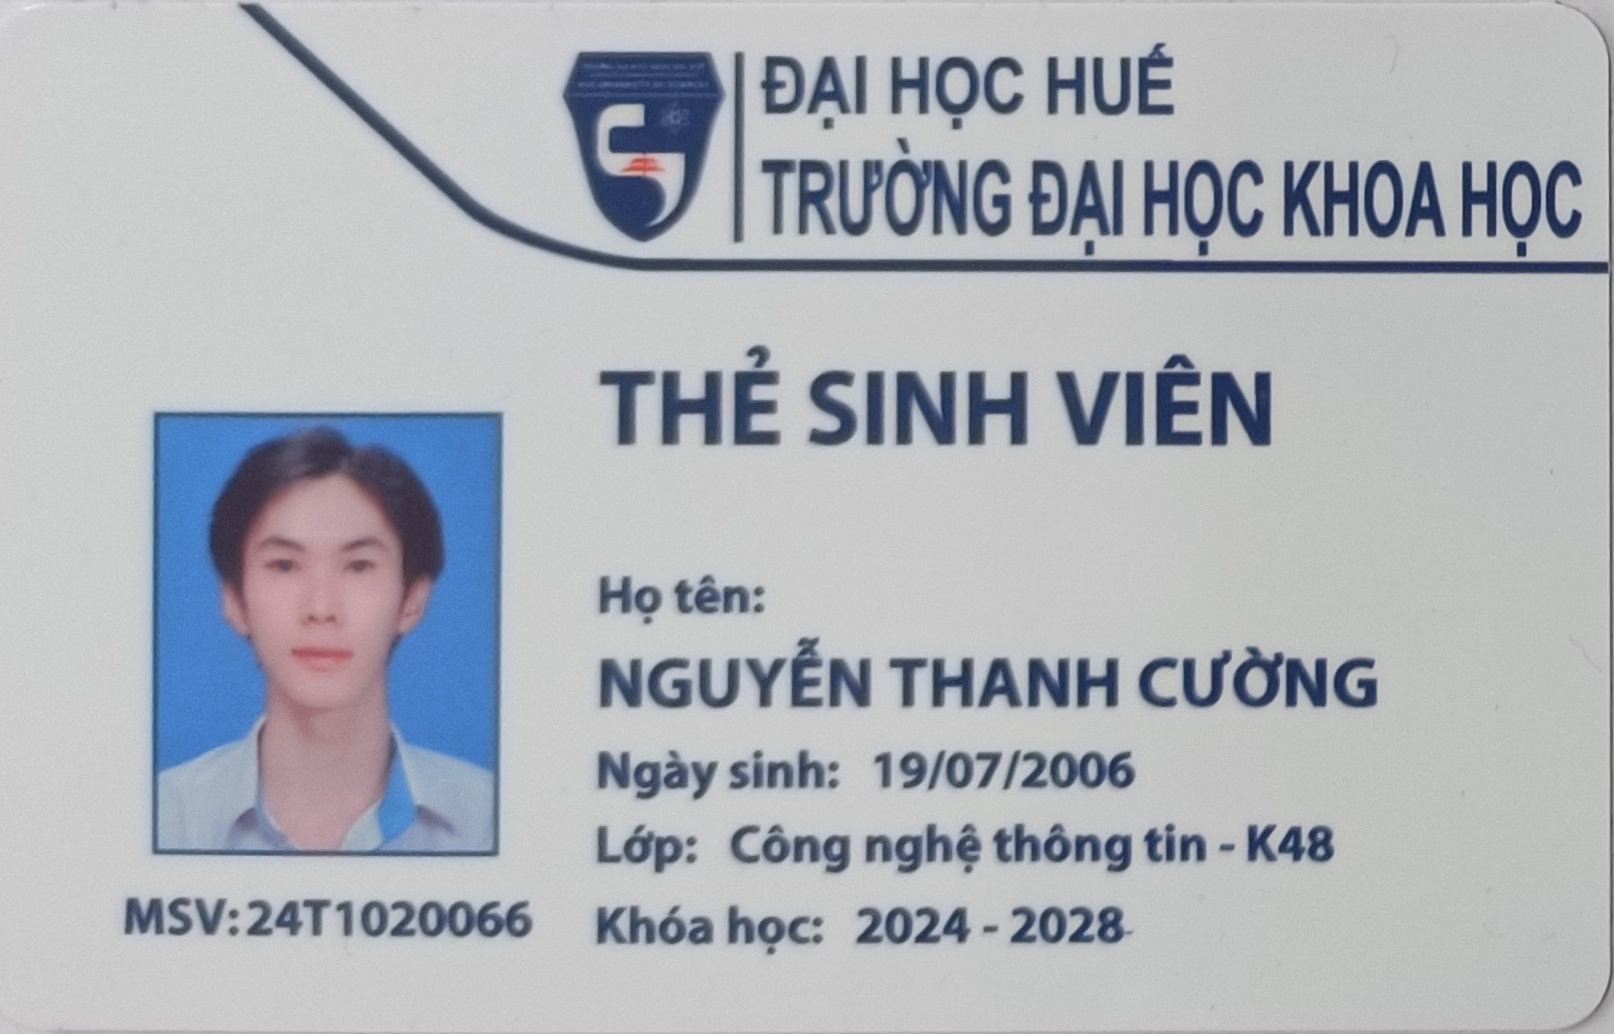 ĐẠI HỌC HUẾ
TRƯỜNG ĐẠI HỌC KHOA HỌC
THẺ SINH VIÊN
Họ tên:
NGUYỄN THANH CƯỜNG
Ngày sinh: 19/07/2006
Lớp: Công nghệ thông tin - K48
MSV: 24T1020066
Khóa học: 2024 - 2028